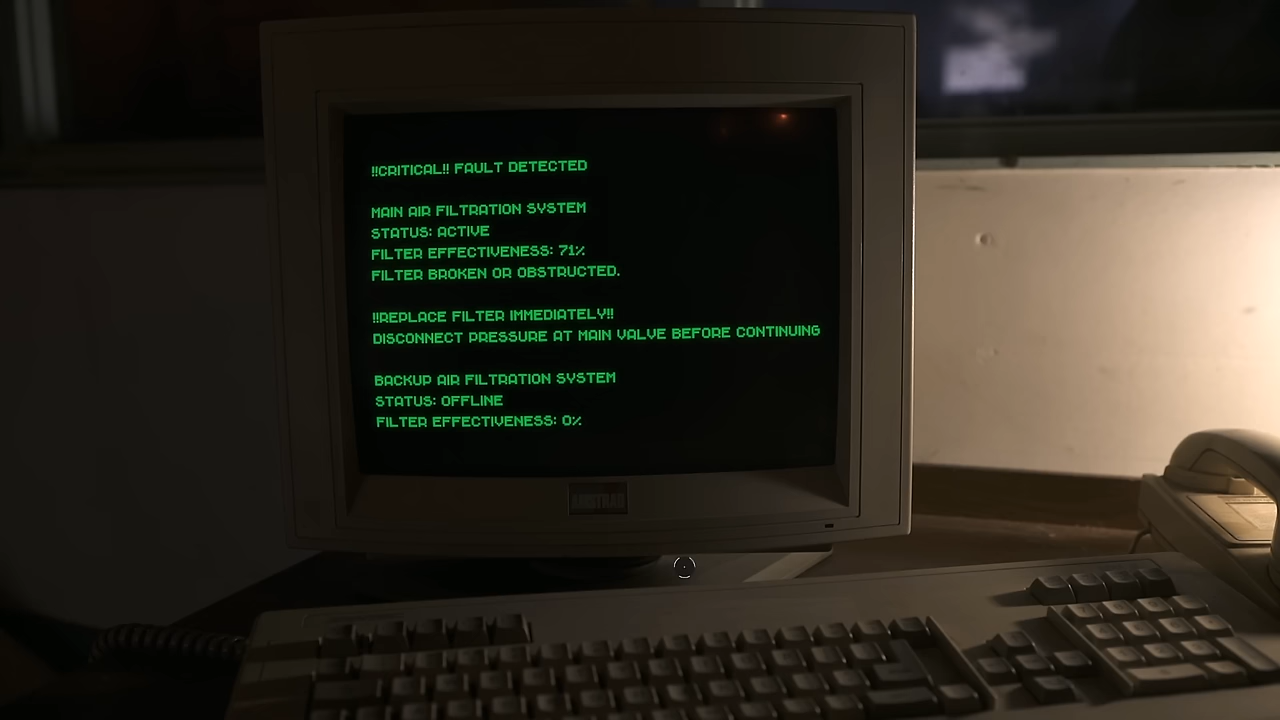 !!CRITICAL!! FAULT DETECTED
MAIN AIR FILTRATION SYSTEM
STATUS: ACTIVE
FILTER EFFECTIVENESS: 71%
FILTER BROKEN OR OBSTRUCTED.
!!REPLACE FILTER IMMEDIATELY!!
DISCONNECT PRESSURE AT MAIN VALVE BEFORE CONTINUING
BACKUP AIR FILTRATION SYSTEM
STATUS: OFFLINE
FILTER EFFECTIVENESS: 0%